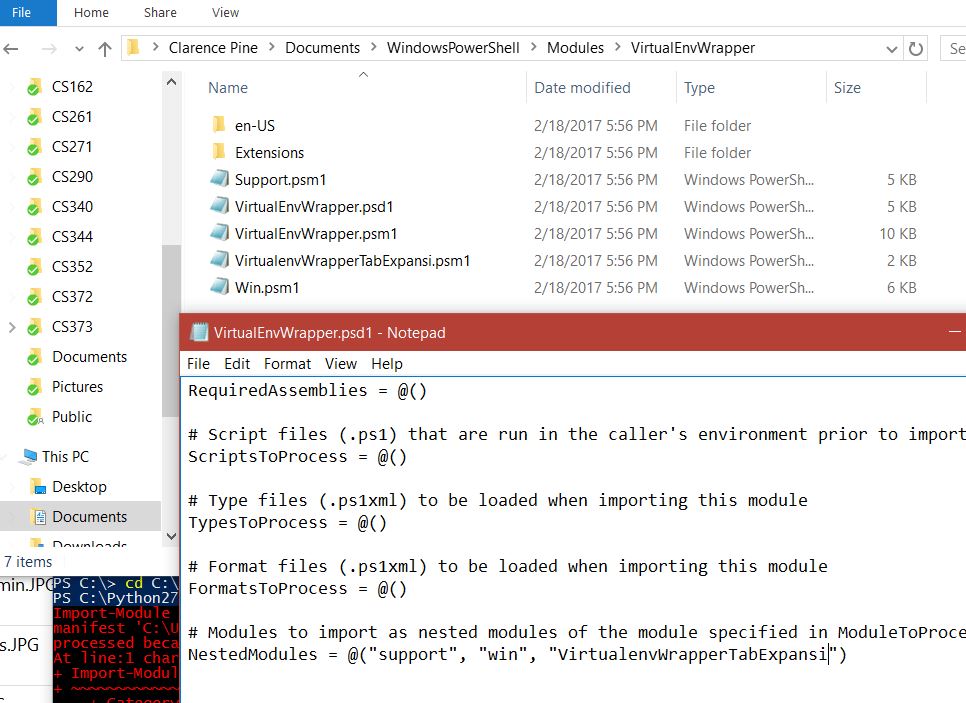 File Home Share View
Clarence Pine Documents WindowsPowerShell Modules VirtualEnvWrapper Se
Name Date modified Type Size
CS162
CS261
CS271
CS290
CS340
CS344
CS352
CS372
CS373
Documents
Pictures
Public
This PC
Desktop
Documents
Downloads
7 items
en-US 2/18/2017 5:56 PM File folder
Extensions 2/18/2017 5:56 PM File folder
Support.psm1 2/18/2017 5:56 PM Windows PowerSh... 5 KB
VirtualEnvWrapper.psd1 2/18/2017 5:56 PM Windows PowerSh... 5 KB
VirtualEnvWrapper.psm1 2/18/2017 5:56 PM Windows PowerSh... 10 KB
VirtualenvWrapperTabExpansi.psm1 2/18/2017 5:56 PM Windows PowerSh... 2 KB
Win.psm1 2/18/2017 5:56 PM Windows PowerSh... 6 KB
VirtualEnvWrapper.psd1 - Notepad
File Edit Format View Help
RequiredAssemblies = @()
# Script files (.ps1) that are run in the caller's environment prior to import
ScriptsToProcess = @()
# Type files (.ps1xml) to be loaded when importing this module
TypesToProcess = @()
# Format files (.ps1xml) to be loaded when importing this module
FormatsToProcess = @()
# Modules to import as nested modules of the module specified in ModuleToProce
NestedModules = @("support", "win", "VirtualenvWrapperTabExpansi")
min.JPG
s.JPG
PS C:\> cd C:\
PS C:\Python27
Import-Module
manifest 'C:\U
processed beca
At line:1 char
+ Import-Modul
+ ~~~~~~~~~~~~
+ Category